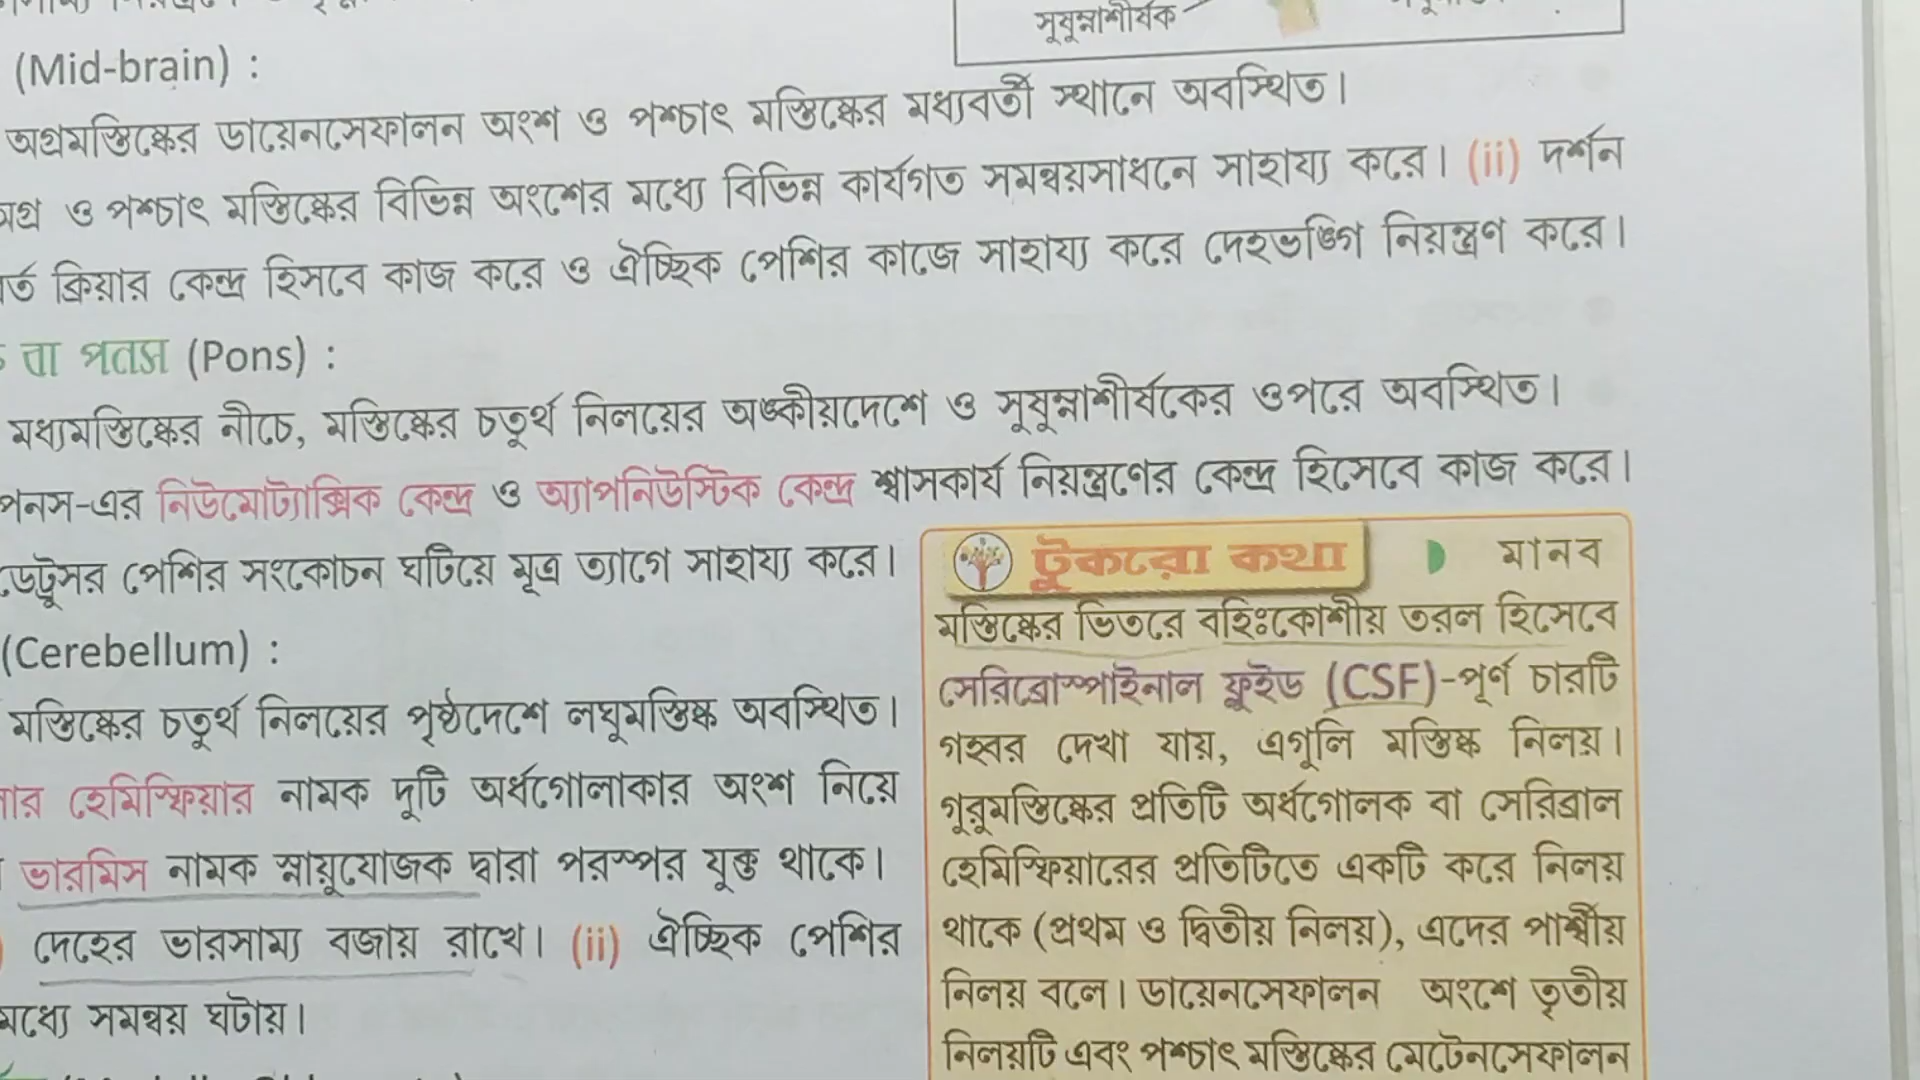 সুষুম্নাশীর্ষক
(Mid-brain) :
অগ্রমস্তিষ্কের ডায়েনসেফালন অংশ ও পশ্চাৎ মস্তিষ্কের মধ্যবর্তী স্থানে অবস্থিত।
অগ্র ও পশ্চাৎ মস্তিষ্কের বিভিন্ন অংশের মধ্যে বিভিন্ন কার্যগত সমন্বয়সাধনে সাহায্য করে। (ii) দর্শন
ক্রিয়ার কেন্দ্র হিসবে কাজ করে ও ঐচ্ছিক পেশির কাজে সাহায্য করে দেহভঙ্গি নিয়ন্ত্রণ করে।
বা পনস (Pons) :
মধ্যমস্তিষ্কের নীচে, মস্তিষ্কের চতুর্থ নিলয়ের অঙ্কীয়দেশে ও সুষুম্নাশীর্ষকের ওপরে অবস্থিত।
পনস-এর নিউমোট্যাক্সিক কেন্দ্র ও অ্যাপনিউস্টিক কেন্দ্র শ্বাসকার্য নিয়ন্ত্রণের কেন্দ্র হিসেবে কাজ করে।
ডেট্রুসর পেশির সংকোচন ঘটিয়ে মূত্র ত্যাগে সাহায্য করে।
(Cerebellum) :
মস্তিষ্কের চতুর্থ নিলয়ের পৃষ্ঠদেশে লঘুমস্তিষ্ক অবস্থিত।
হেমিস্ফিয়ার নামক দুটি অর্ধগোলাকার অংশ নিয়ে
ভারমিস নামক স্নায়ুযোজক দ্বারা পরস্পর যুক্ত থাকে।
দেহের ভারসাম্য বজায় রাখে। (ii) ঐচ্ছিক পেশির
মধ্যে সমন্বয় ঘটায়।
টুকরো কথা মানব
মস্তিষ্কের ভিতরে বহিঃকোশীয় তরল হিসেবে
সেরিব্রোস্পাইনাল ফ্লুইড (CSF)-পূর্ণ চারটি
গহ্বর দেখা যায়, এগুলি মস্তিষ্ক নিলয়।
গুরুমস্তিষ্কের প্রতিটি অর্ধগোলক বা সেরিব্রাল
হেমিস্ফিয়ারের প্রতিটিতে একটি করে নিলয়
থাকে (প্রথম ও দ্বিতীয় নিলয়), এদের পার্শ্বীয়
নিলয় বলে। ডায়েনসেফালন অংশে তৃতীয়
নিলয়টি এবং পশ্চাৎ মস্তিষ্কের মেটেনসেফালন